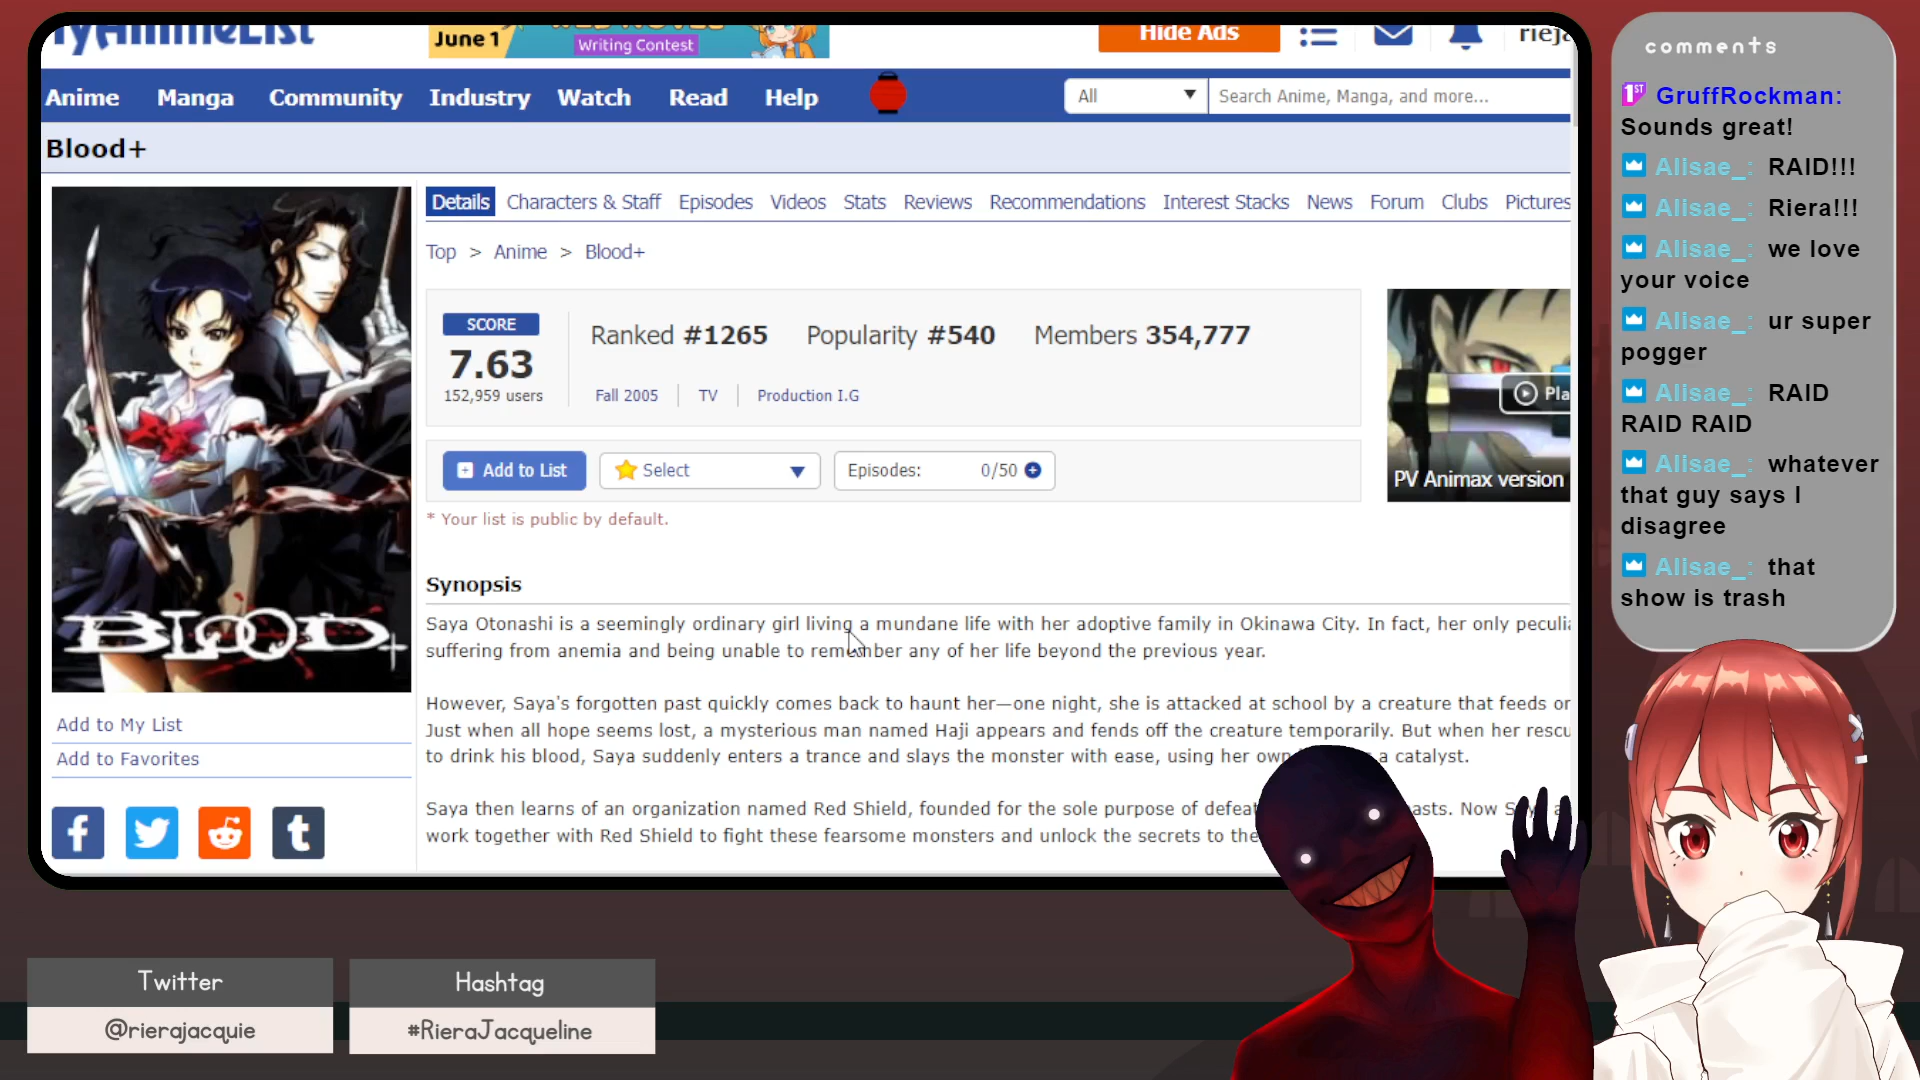 MyAnimeList
June 1
Writing Contest
Hide Ads
Anime Manga Community Industry Watch Read Help
All
Search Anime, Manga, and more...
Blood+
Details Characters & Staff Episodes Videos Stats Reviews Recommendations Interest Stacks News Forum Clubs Pictures
Top > Anime > Blood+
SCORE
7.63
152,959 users
Ranked #1265 Popularity #540 Members 354,777
Fall 2005 TV Production I.G
Add to List
Select
Episodes: 0/50
* Your list is public by default.
Pla
PV Animax version
BLOOD+
Synopsis
Saya Otonashi is a seemingly ordinary girl living a mundane life with her adoptive family in Okinawa City. In fact, her only peculia
suffering from anemia and being unable to remember any of her life beyond the previous year.
However, Saya's forgotten past quickly comes back to haunt her—one night, she is attacked at school by a creature that feeds on
Just when all hope seems lost, a mysterious man named Haji appears and fends off the creature temporarily. But when her rescu
to drink his blood, Saya suddenly enters a trance and slays the monster with ease, using her own a catalyst.
Saya then learns of an organization named Red Shield, founded for the sole purpose of defeat asts. Now
work together with Red Shield to fight these fearsome monsters and unlock the secrets to the
Add to My List
Add to Favorites
comments
1ST GruffRockman:
Sounds great!
Alisae_: RAID!!!
Alisae_: Riera!!!
Alisae_: we love
your voice
Alisae_: ur super
pogger
Alisae_: RAID
RAID RAID
Alisae_: whatever
that guy says I
disagree
Alisae_: that
show is trash
Twitter
@rierajacquie
Hashtag
#RieraJacqueline